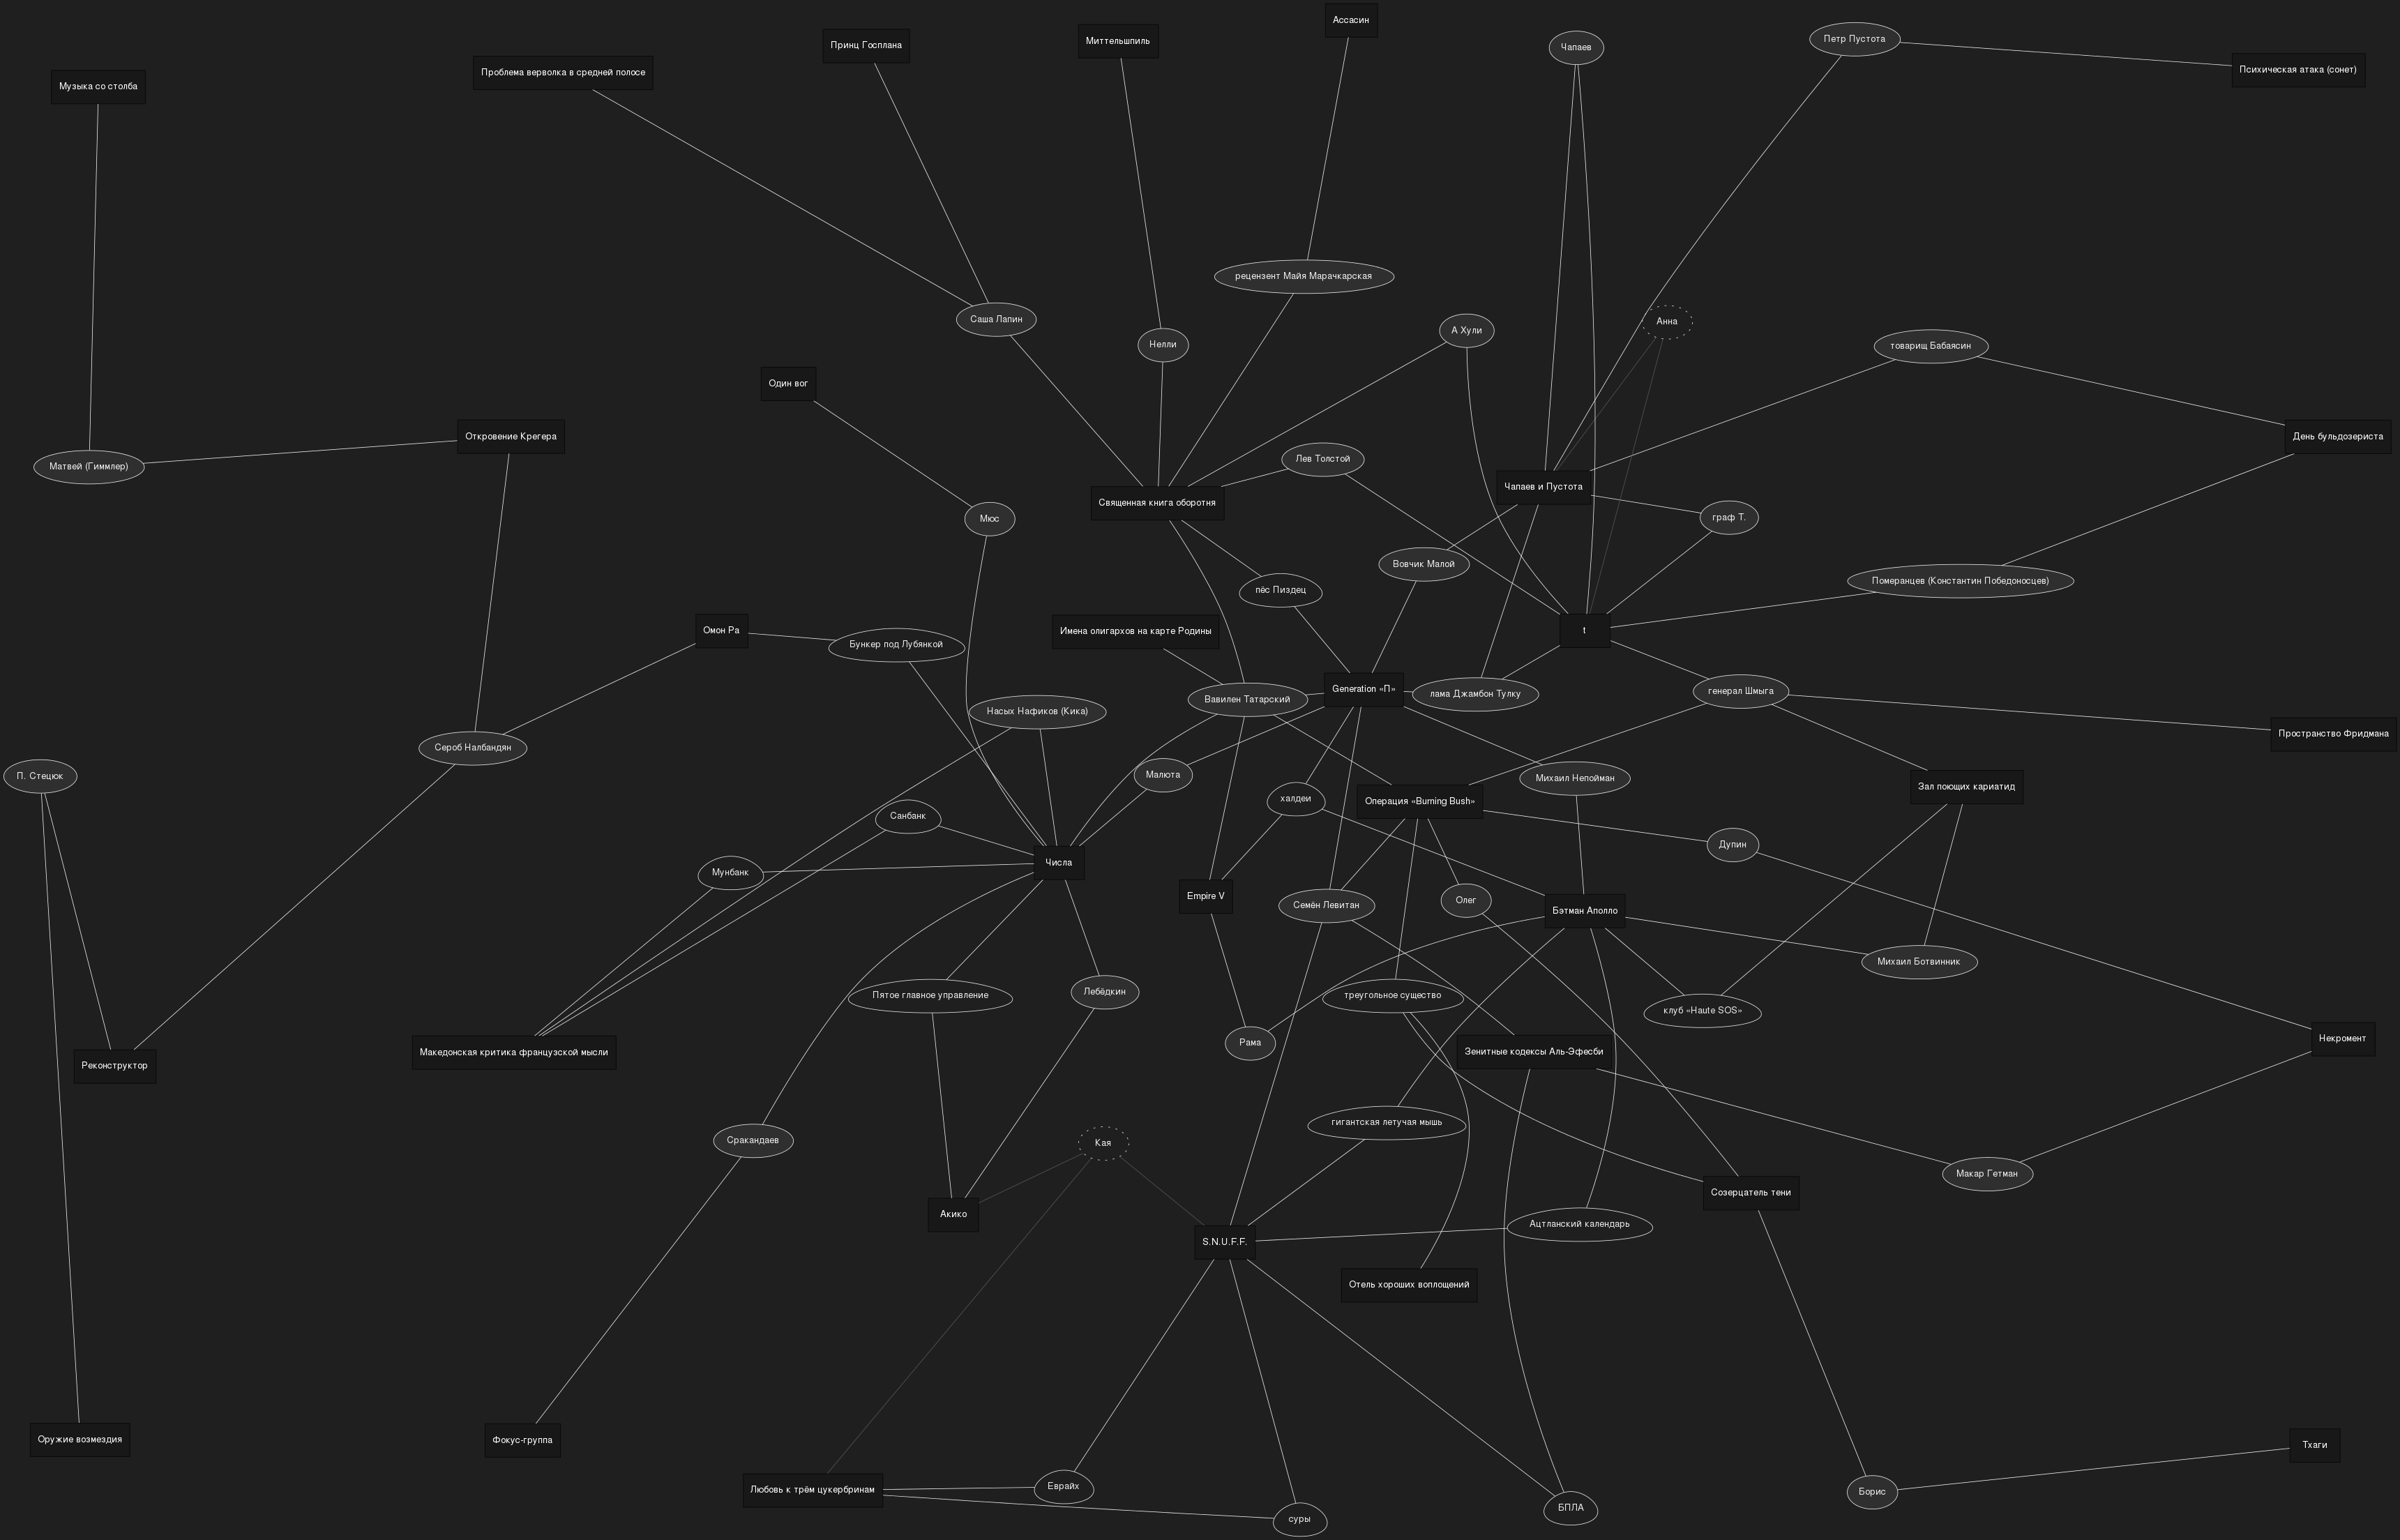 Ассасин
Миттельшпиль
Принц Госплана
Чапаев
Петр Пустота
Проблема верволка в средней полосе
Психическая атака (сонет)
Музыка со столба
рецензент Майя Марачкарская
Саша Лапин
Анна
А Хули
Нелли
товарищ Бабаясин
Один вог
Откровение Крегера
День бульдозериста
Лев Толстой
Матвей (Гиммлер)
Чапаев и Пустота
Священная книга оборотня
граф Т.
Мюс
Вовчик Малой
Померанцев (Константин Победоносцев)
пёс Пиздец
Омон Ра
Имена олигархов на карте Родины
t
Бункер под Лубянкой
Generation «П»
генерал Шмыга
лама Джамбон Тулку
Вавилен Татарский
Насых Нафиков (Кика)
Пространство Фридмана
Сероб Налбандян
П. Стецюк
Малюта
Михаил Непойман
Зал поющих кариатид
халдеи
Операция «Burning Bush»
Санбанк
Дупин
Числа
Мунбанк
Empire V
Олег
Семён Левитан
Бэтман Аполло
Михаил Ботвинник
Лебёдкин
Пятое главное управление
треугольное существо
клуб «Haute SOS»
Некромент
Рама
Македонская критика французской мысли
Зенитные кодексы Аль-Эфесби
Реконструктор
гигантская летучая мышь
Сракандаев
Кая
Макар Гетман
Созерцатель тени
Акико
Ацтланский календарь
S.N.U.F.F.
Отель хороших воплощений
Оружие возмездия
Фокус-группа
Тхаги
Еврайх
Любовь к трём цукербринам
Борис
БПЛА
суры